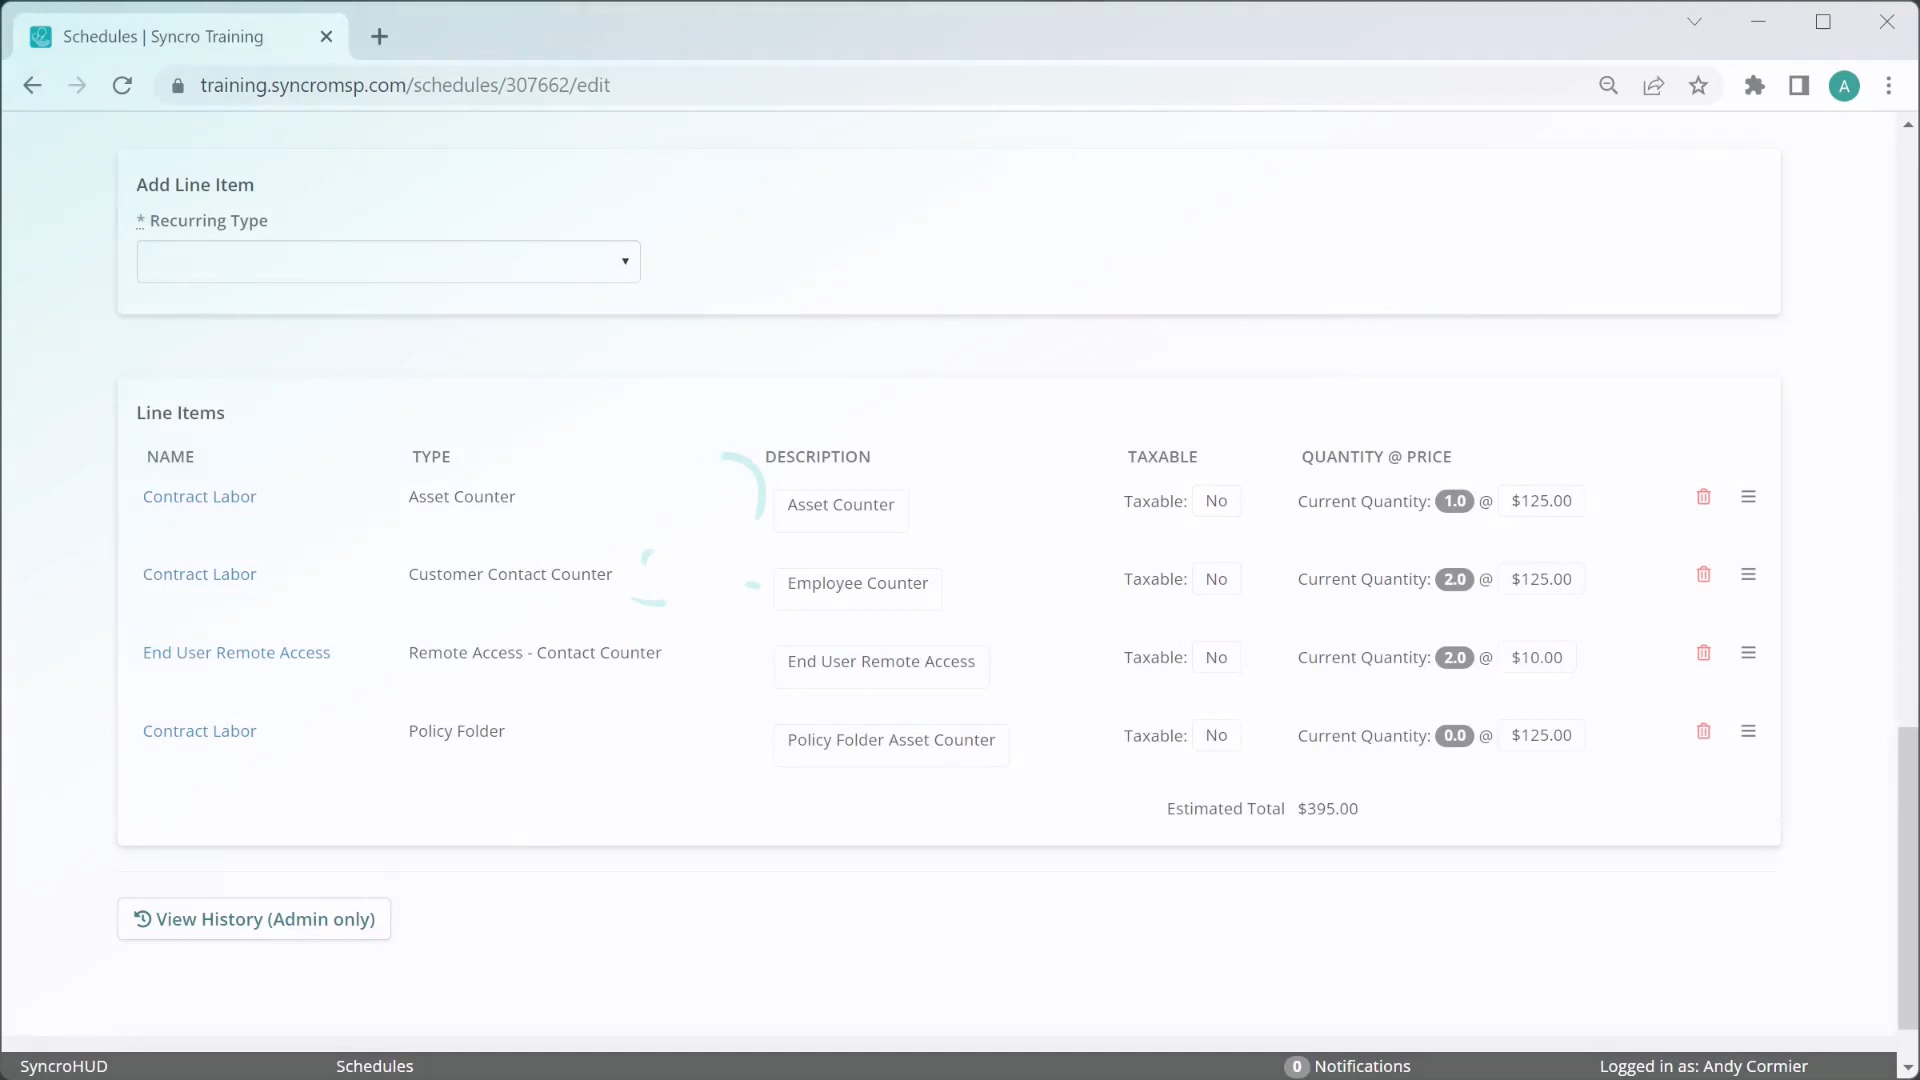 Schedules | Syncro Training
training.syncromsp.com/schedules/307662/edit
A
Add Line Item
* Recurring Type
Line Items
NAME TYPE DESCRIPTION TAXABLE QUANTITY @ PRICE
Contract Labor Asset Counter Asset Counter Taxable: No Current Quantity: 1.0 @ $125.00
Contract Labor Customer Contact Counter Employee Counter Taxable: No Current Quantity: 2.0 @ $125.00
End User Remote Access Remote Access - Contact Counter End User Remote Access Taxable: No Current Quantity: 2.0 @ $10.00
Contract Labor Policy Folder Policy Folder Asset Counter Taxable: No Current Quantity: 0.0 @ $125.00
Estimated Total $395.00
View History (Admin only)
SyncroHUD Schedules 0 Notifications Logged in as: Andy Cormier